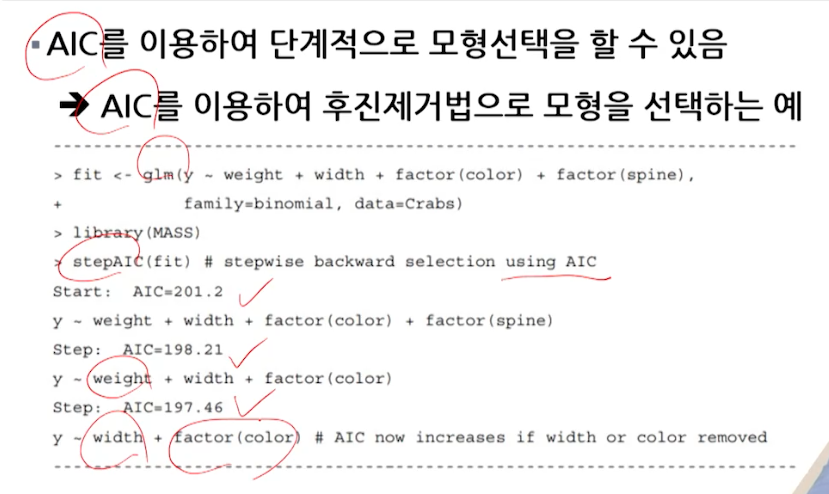 ▪ AIC를 이용하여 단계적으로 모형선택을 할 수 있음
➔ AIC를 이용하여 후진제거법으로 모형을 선택하는 예
> fit <- glm(y ~ weight + width + factor(color) + factor(spine),
+ family=binomial, data=Crabs)
> library(MASS)
> stepAIC(fit) # stepwise backward selection using AIC
Start: AIC=201.2
y ~ weight + width + factor(color) + factor(spine)
Step: AIC=198.21
y ~ weight + width + factor(color)
Step: AIC=197.46
y ~ width + factor(color) # AIC now increases if width or color removed